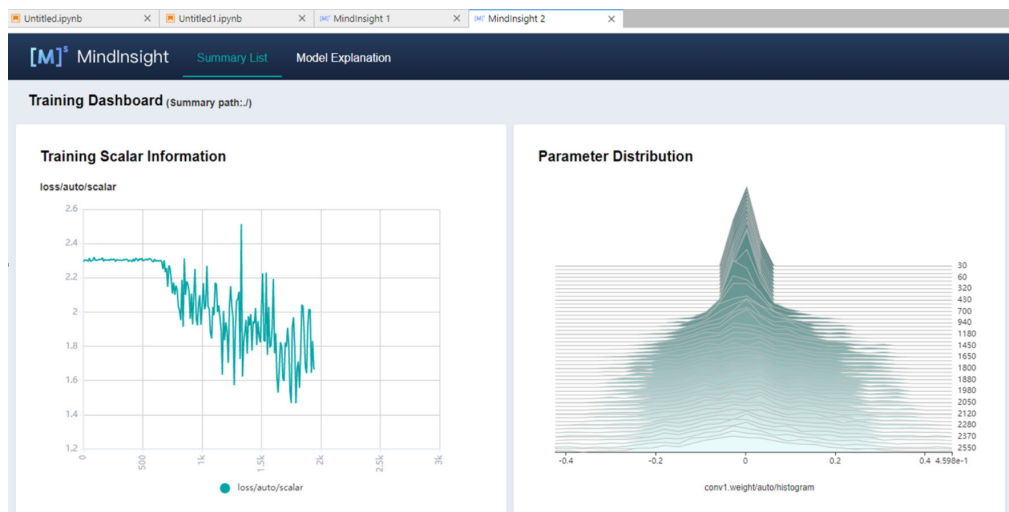 Untitled.ipynb × Untitled1.ipynb × MindInsight 1 × MindInsight 2 ×
[M]ˢ MindInsight Summary List Model Explanation
Training Dashboard (Summary path:./)
Training Scalar Information
loss/auto/scalar
2.6
2.4
2.2
2
1.8
1.6
1.4
1.2
0 500 1k 1.5k 2k 2.5k 3k
loss/auto/scalar
Parameter Distribution
30
60
320
430
700
940
1180
1450
1650
1800
1880
1980
2050
2120
2280
2370
2550
-0.4 -0.2 0 0.2 0.4 4.598e-1
conv1.weight/auto/histogram